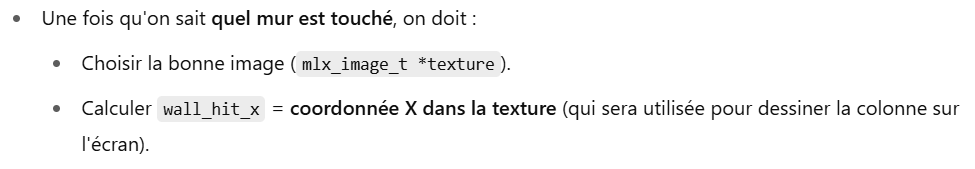 • Une fois qu'on sait quel mur est touché, on doit :
• Choisir la bonne image (mlx_image_t *texture).
• Calculer wall_hit_x = coordonnée X dans la texture (qui sera utilisée pour dessiner la colonne sur
l'écran).